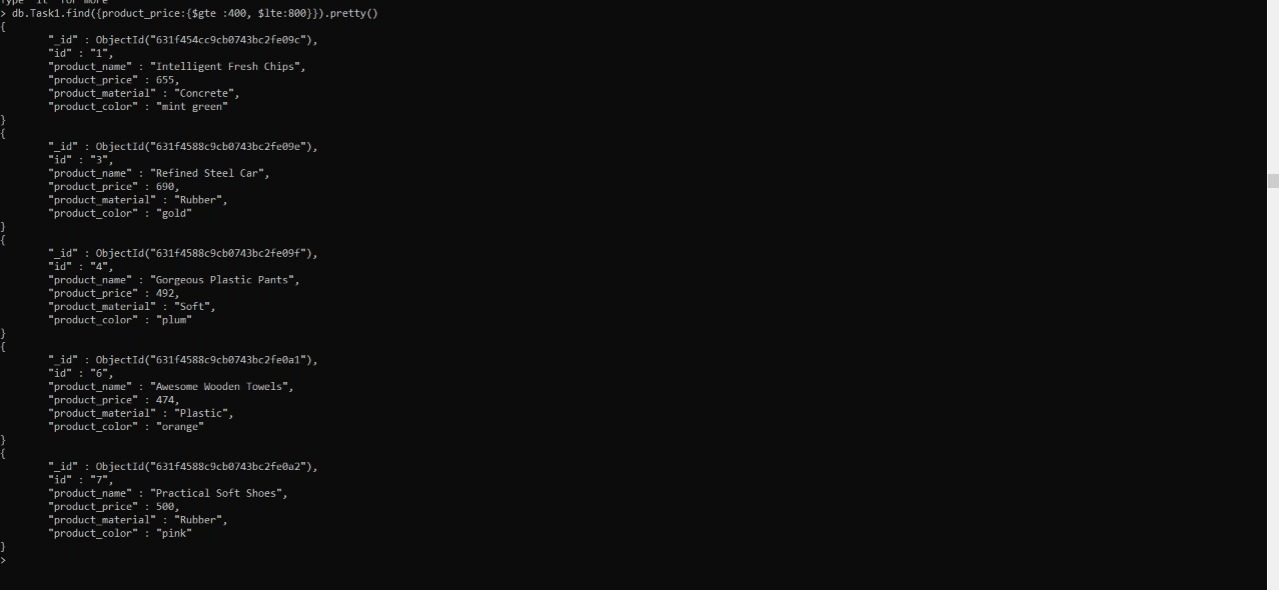 Type "it" for more
> db.Task1.find({product_price:{$gte :400, $lte:800}}).pretty()
{
"_id" : ObjectId("631f454cc9cb0743bc2fe09c"),
"id" : "1",
"product_name" : "Intelligent Fresh Chips",
"product_price" : 655,
"product_material" : "Concrete",
"product_color" : "mint green"
}
{
"_id" : ObjectId("631f4588c9cb0743bc2fe09e"),
"id" : "3",
"product_name" : "Refined Steel Car",
"product_price" : 690,
"product_material" : "Rubber",
"product_color" : "gold"
}
{
"_id" : ObjectId("631f4588c9cb0743bc2fe09f"),
"id" : "4",
"product_name" : "Gorgeous Plastic Pants",
"product_price" : 492,
"product_material" : "Soft",
"product_color" : "plum"
}
{
"_id" : ObjectId("631f4588c9cb0743bc2fe0a1"),
"id" : "6",
"product_name" : "Awesome Wooden Towels",
"product_price" : 474,
"product_material" : "Plastic",
"product_color" : "orange"
}
{
"_id" : ObjectId("631f4588c9cb0743bc2fe0a2"),
"id" : "7",
"product_name" : "Practical Soft Shoes",
"product_price" : 500,
"product_material" : "Rubber",
"product_color" : "pink"
}
>